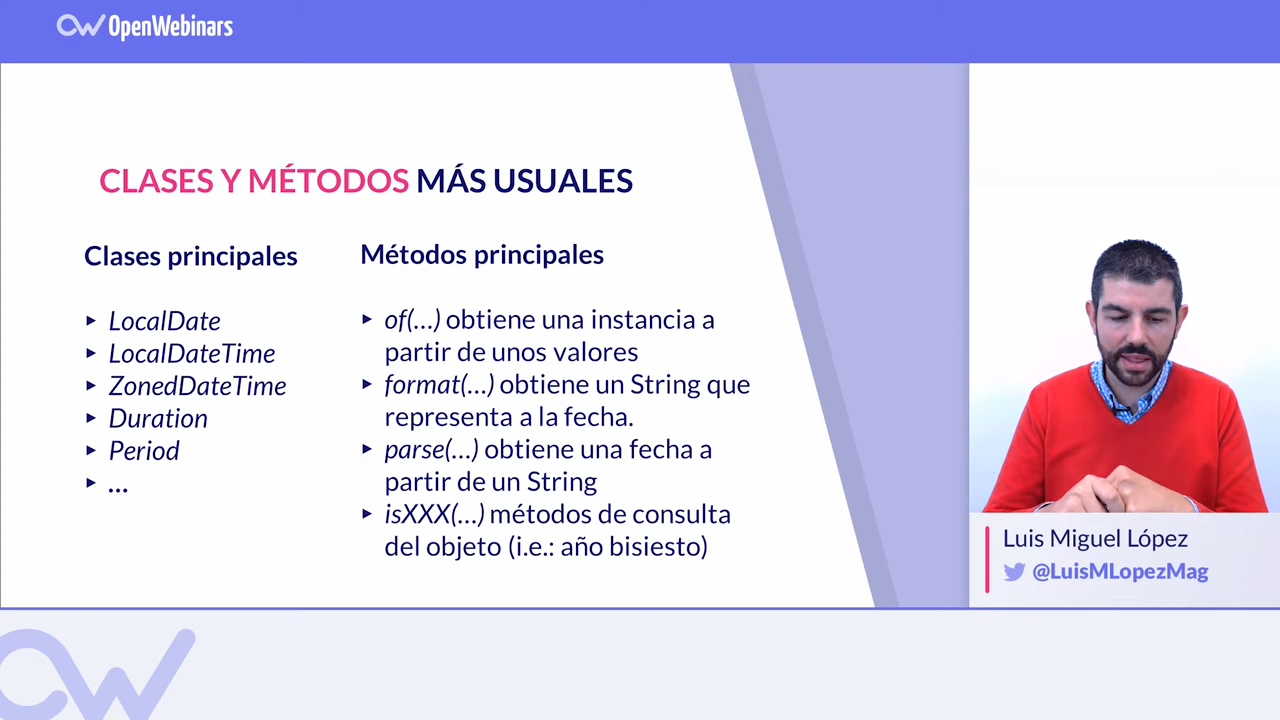 OpenWebinars
CLASES Y MÉTODOS MÁS USUALES
Clases principales
‣ LocalDate
‣ LocalDateTime
‣ ZonedDateTime
‣ Duration
‣ Period
‣ ...
Métodos principales
‣ of(...) obtiene una instancia a
partir de unos valores
‣ format(...) obtiene un String que
representa a la fecha.
‣ parse(...) obtiene una fecha a
partir de un String
‣ isXXX(...) métodos de consulta
del objeto (i.e.: año bisiesto)
Luis Miguel López
@LuisMLopezMag